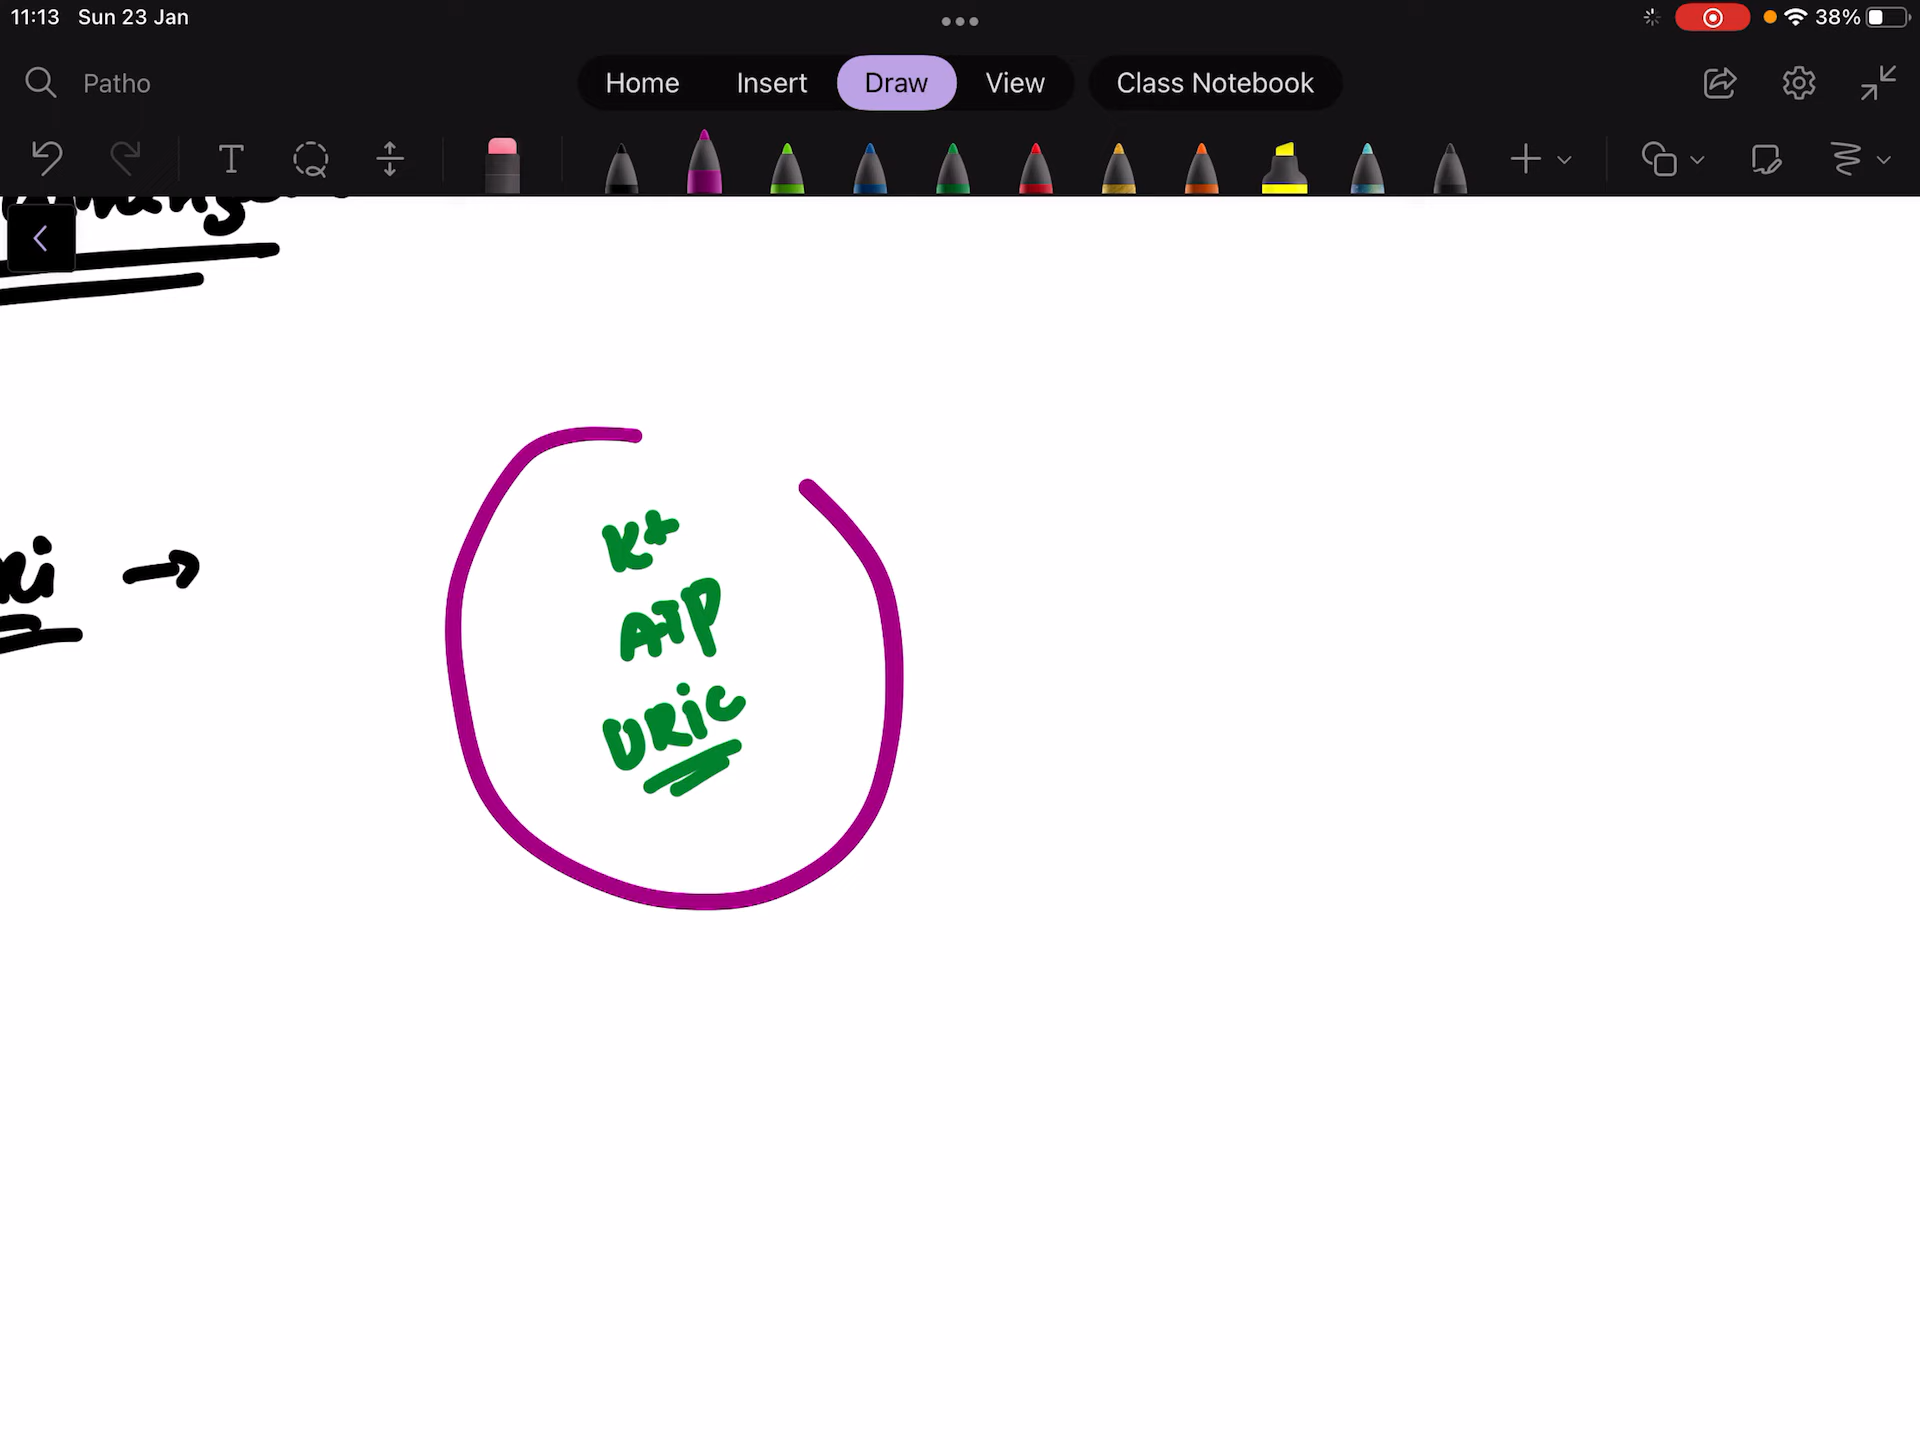 11:13 Sun 23 Jan
38%
Patho
Home Insert Draw View Class Notebook
K+
ATP
URic